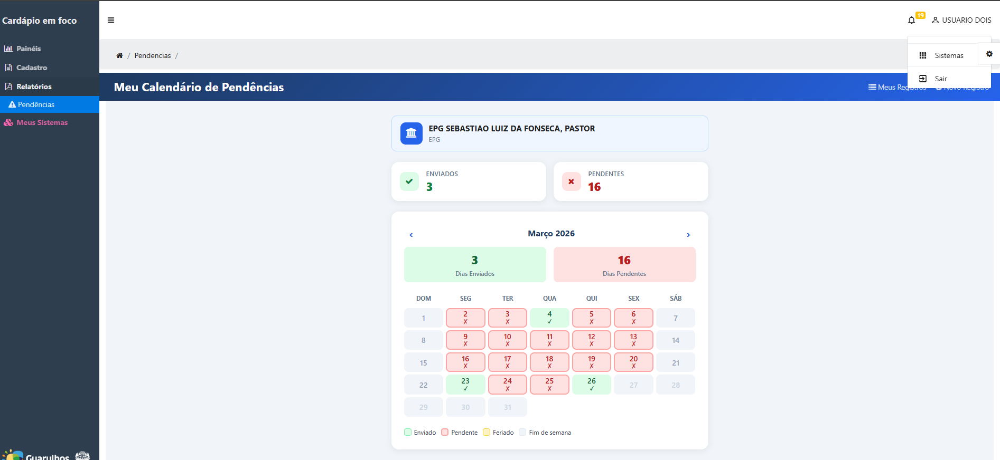 Cardápio em foco
19
USUARIO DOIS
Painéis
Cadastro
Relatórios
Pendências
Meus Sistemas
/ Pendencias /
Sistemas
Sair
Meu Calendário de Pendências
Meus Registros
Novo Registro
EPG SEBASTIAO LUIZ DA FONSECA, PASTOR
EPG
ENVIADOS
3
PENDENTES
16
‹ Março 2026 ›
3
Dias Enviados
16
Dias Pendentes
DOM SEG TER QUA QUI SEX SÁB
1 2 ✗ 3 ✗ 4 ✓ 5 ✗ 6 ✗ 7
8 9 ✗ 10 ✗ 11 ✗ 12 ✗ 13 ✗ 14
15 16 ✗ 17 ✗ 18 ✗ 19 ✗ 20 ✗ 21
22 23 ✓ 24 ✗ 25 ✗ 26 ✓ 27 28
29 30 31
Enviado Pendente Feriado Fim de semana
Guarulhos